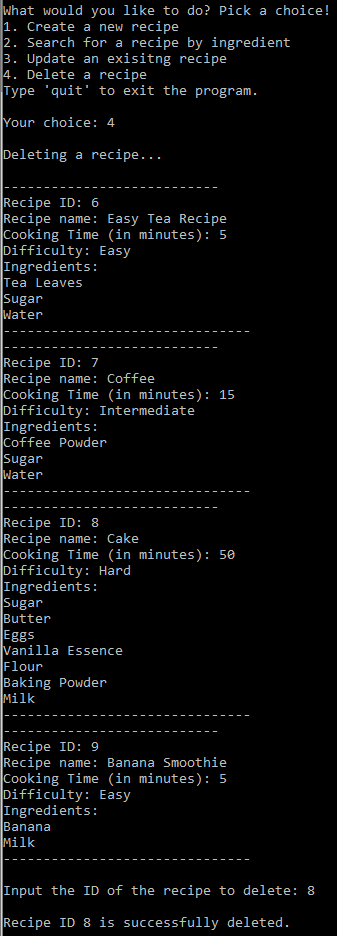 What would you like to do? Pick a choice!
1. Create a new recipe
2. Search for a recipe by ingredient
3. Update an exisitng recipe
4. Delete a recipe
Type 'quit' to exit the program.
Your choice: 4
Deleting a recipe...
---------------------------
Recipe ID: 6
Recipe name: Easy Tea Recipe
Cooking Time (in minutes): 5
Difficulty: Easy
Ingredients:
Tea Leaves
Sugar
Water
-------------------------------
---------------------------
Recipe ID: 7
Recipe name: Coffee
Cooking Time (in minutes): 15
Difficulty: Intermediate
Ingredients:
Coffee Powder
Sugar
Water
-------------------------------
---------------------------
Recipe ID: 8
Recipe name: Cake
Cooking Time (in minutes): 50
Difficulty: Hard
Ingredients:
Sugar
Butter
Eggs
Vanilla Essence
Flour
Baking Powder
Milk
-------------------------------
---------------------------
Recipe ID: 9
Recipe name: Banana Smoothie
Cooking Time (in minutes): 5
Difficulty: Easy
Ingredients:
Banana
Milk
-------------------------------
Input the ID of the recipe to delete: 8
Recipe ID 8 is successfully deleted.